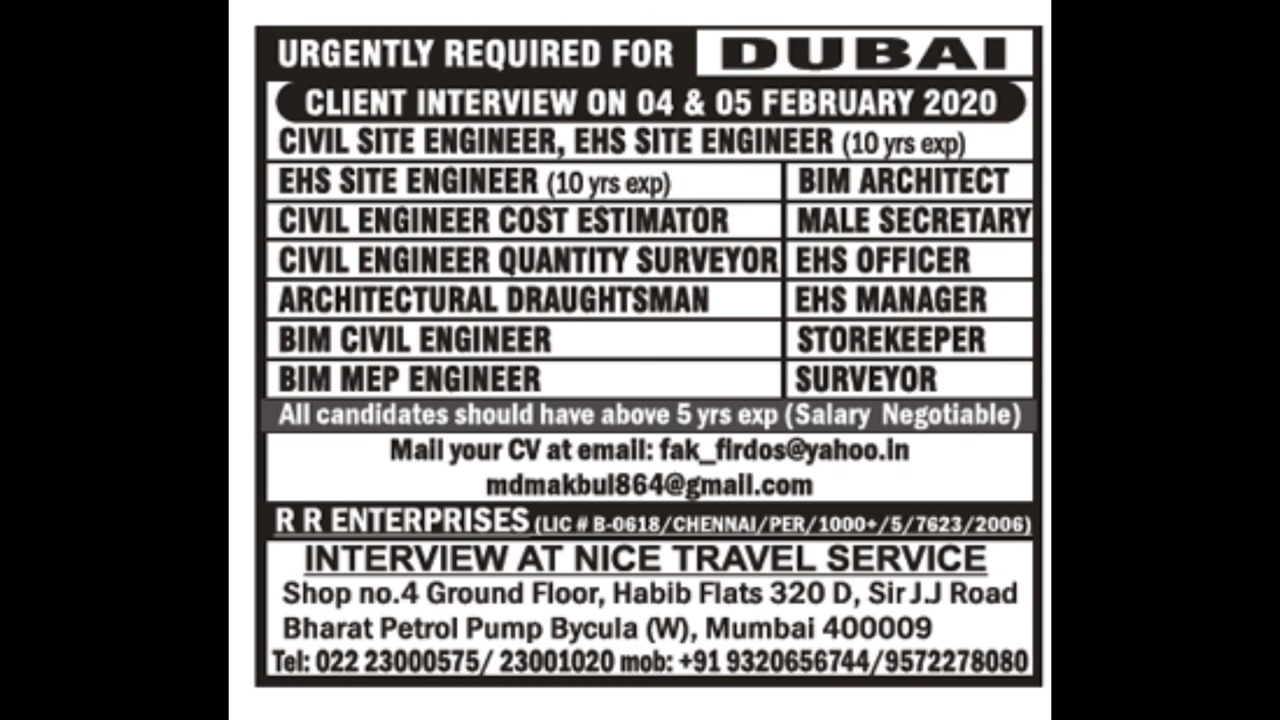 URGENTLY REQUIRED FOR DUBAI
CLIENT INTERVIEW ON 04 & 05 FEBRUARY 2020
CIVIL SITE ENGINEER, EHS SITE ENGINEER (10 yrs exp)
EHS SITE ENGINEER (10 yrs exp) BIM ARCHITECT
CIVIL ENGINEER COST ESTIMATOR MALE SECRETARY
CIVIL ENGINEER QUANTITY SURVEYOR EHS OFFICER
ARCHITECTURAL DRAUGHTSMAN EHS MANAGER
BIM CIVIL ENGINEER STOREKEEPER
BIM MEP ENGINEER SURVEYOR
All candidates should have above 5 yrs exp (Salary Negotiable)
Mail your CV at email: fak_firdos@yahoo.in
mdmakbul864@gmail.com
R R ENTERPRISES (LIC # B-0618/CHENNAI/PER/1000+/5/7623/2006)
INTERVIEW AT NICE TRAVEL SERVICE
Shop no.4 Ground Floor, Habib Flats 320 D, Sir J.J Road
Bharat Petrol Pump Bycula (W), Mumbai 400009
Tel: 022 23000575/ 23001020 mob: +91 9320656744/9572278080